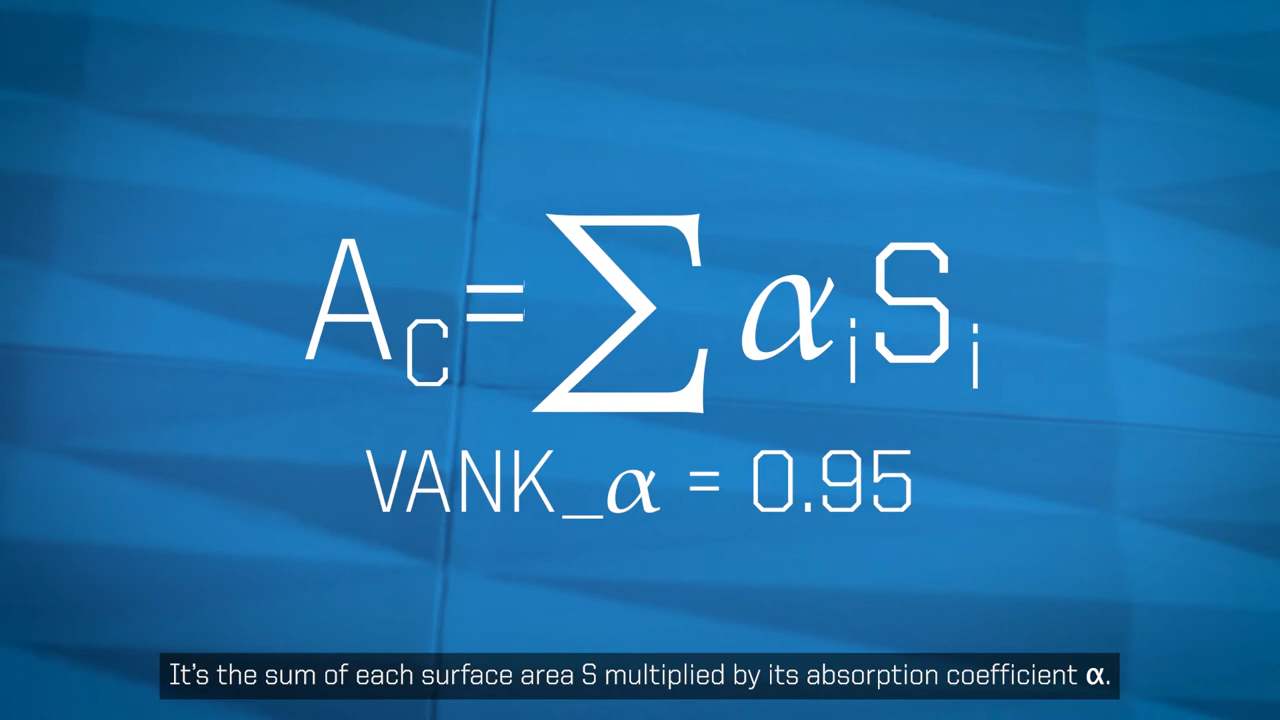 A_C = Σ α_i S_i
VANK_α = 0.95
It's the sum of each surface area S multiplied by its absorption coefficient α.